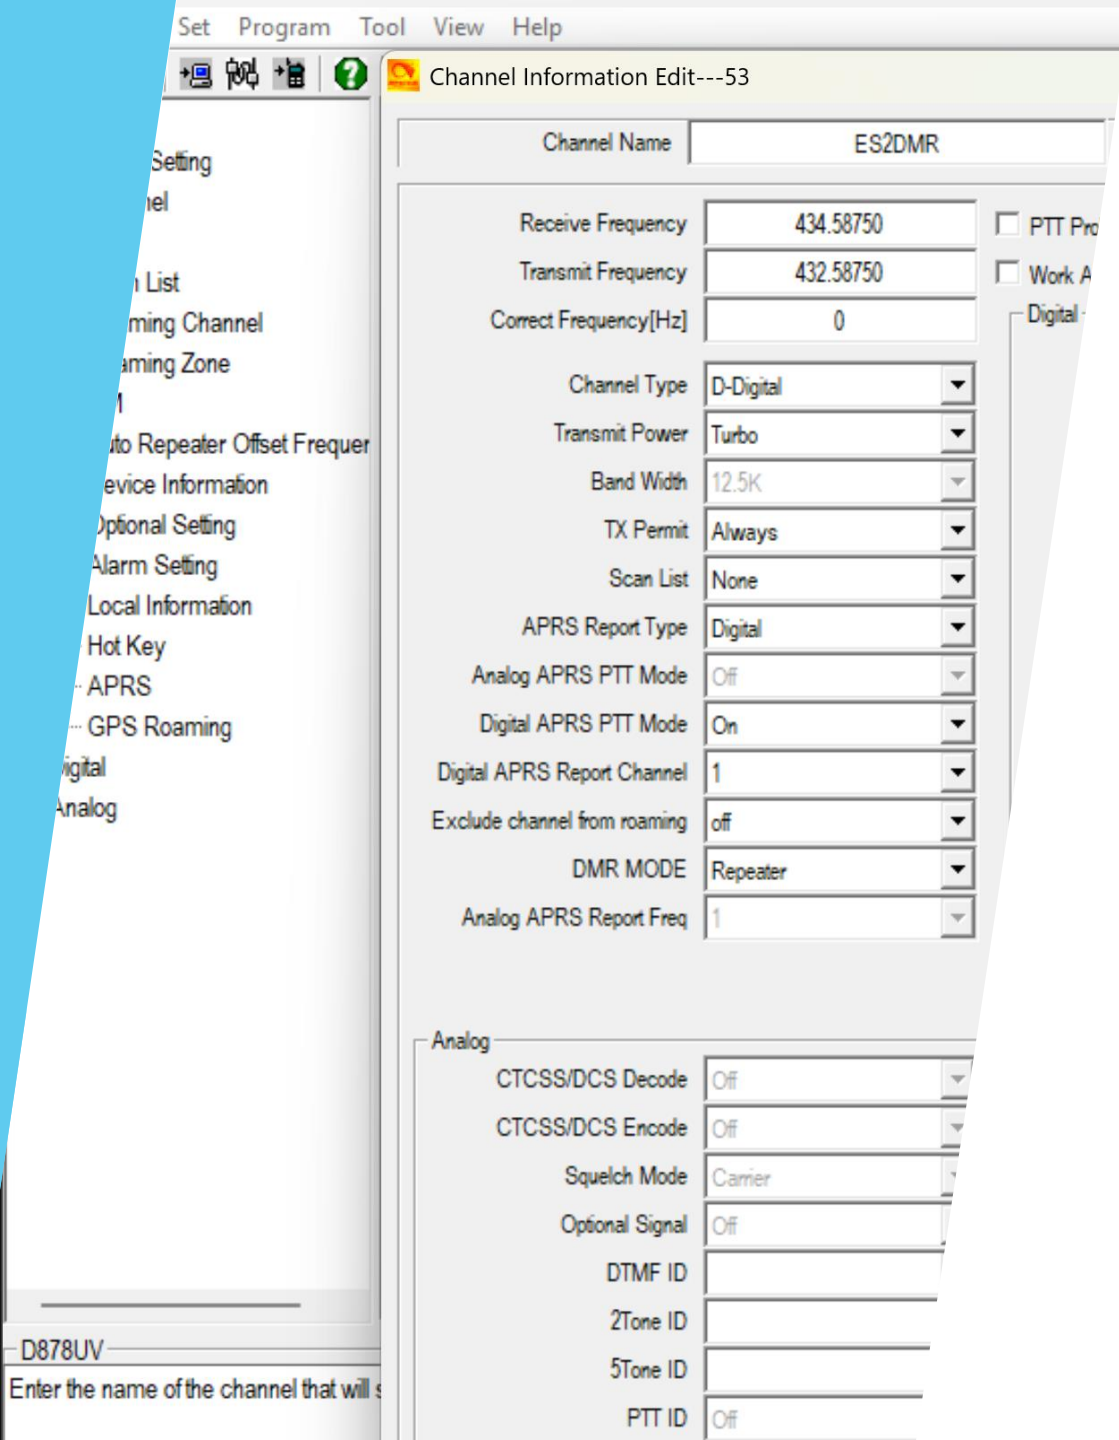 Set Program Tool View Help
Channel Information Edit---53
Channel Name ES2DMR
Setting
List
Channel
Zone
Repeater Offset
Information
Setting
Alarm Setting
Local Information
Hot Key
APRS
GPS Roaming
Analog
Receive Frequency 434.58750 PTT
Transmit Frequency 432.58750 Work
Correct Frequency[Hz] 0 Digital
Channel Type D-Digital
Transmit Power Turbo
Band Width 12.5K
TX Permit Always
Scan List None
APRS Report Type Digital
Analog APRS PTT Mode Off
Digital APRS PTT Mode On
Digital APRS Report Channel 1
Exclude channel from roaming off
DMR MODE Repeater
Analog APRS Report Freq 1
Analog
CTCSS/DCS Decode Off
CTCSS/DCS Encode Off
Squelch Mode Carrier
Optional Signal Off
DTMF ID
2Tone ID
5Tone ID
PTT ID Off
D878UV
Enter the name of the channel that will